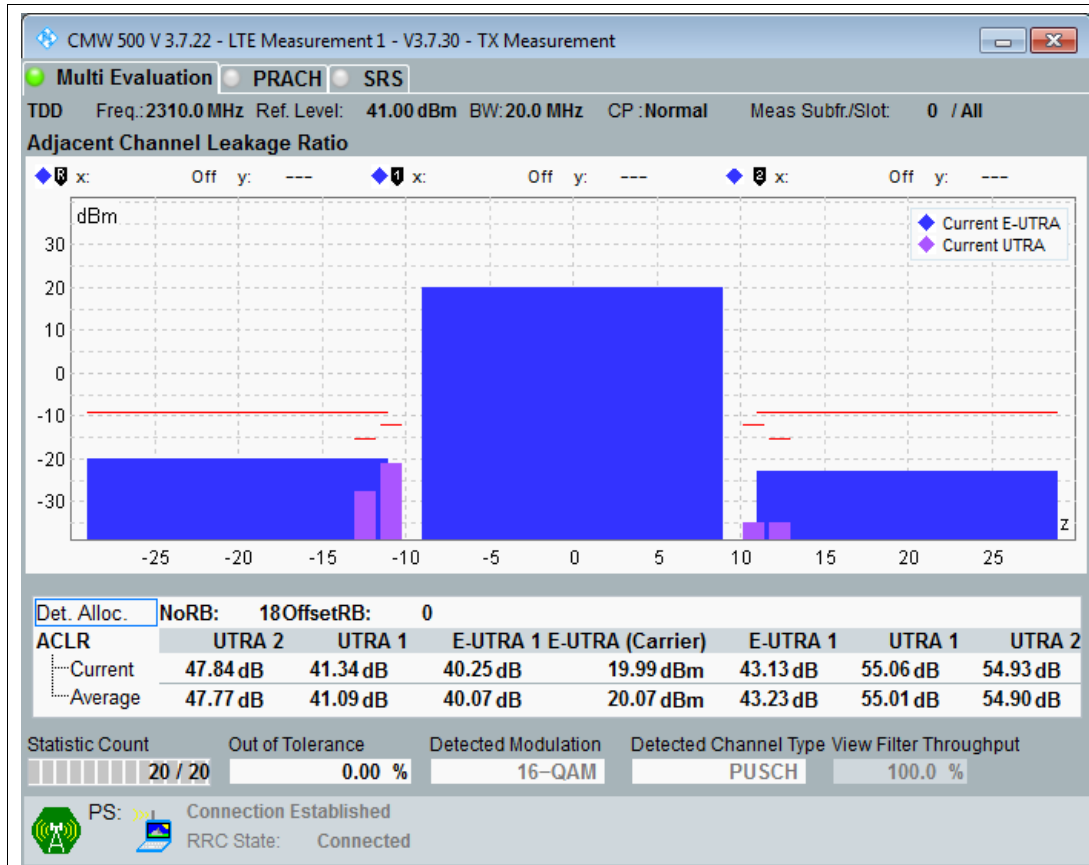 CMW 500 V 3.7.22 - LTE Measurement 1 - V3.7.30 - TX Measurement
Multi Evaluation PRACH SRS
TDD Freq.: 2310.0 MHz Ref. Level: 41.00 dBm BW: 20.0 MHz CP : Normal Meas Subfr./Slot: 0 / All
Adjacent Channel Leakage Ratio
R x: Off y: --- 1 x: Off y: --- 2 x: Off y: ---
dBm
Current E-UTRA
Current UTRA
30
20
10
0
-10
-20
-30
z
-25 -20 -15 -10 -5 0 5 10 15 20 25
Det. Alloc. NoRB: 18 OffsetRB: 0
ACLR UTRA 2 UTRA 1 E-UTRA 1 E-UTRA (Carrier) E-UTRA 1 UTRA 1 UTRA 2
Current 47.84 dB 41.34 dB 40.25 dB 19.99 dBm 43.13 dB 55.06 dB 54.93 dB
Average 47.77 dB 41.09 dB 40.07 dB 20.07 dBm 43.23 dB 55.01 dB 54.90 dB
Statistic Count Out of Tolerance Detected Modulation Detected Channel Type View Filter Throughput
20 / 20 0.00 % 16-QAM PUSCH 100.0 %
PS: Connection Established
RRC State: Connected